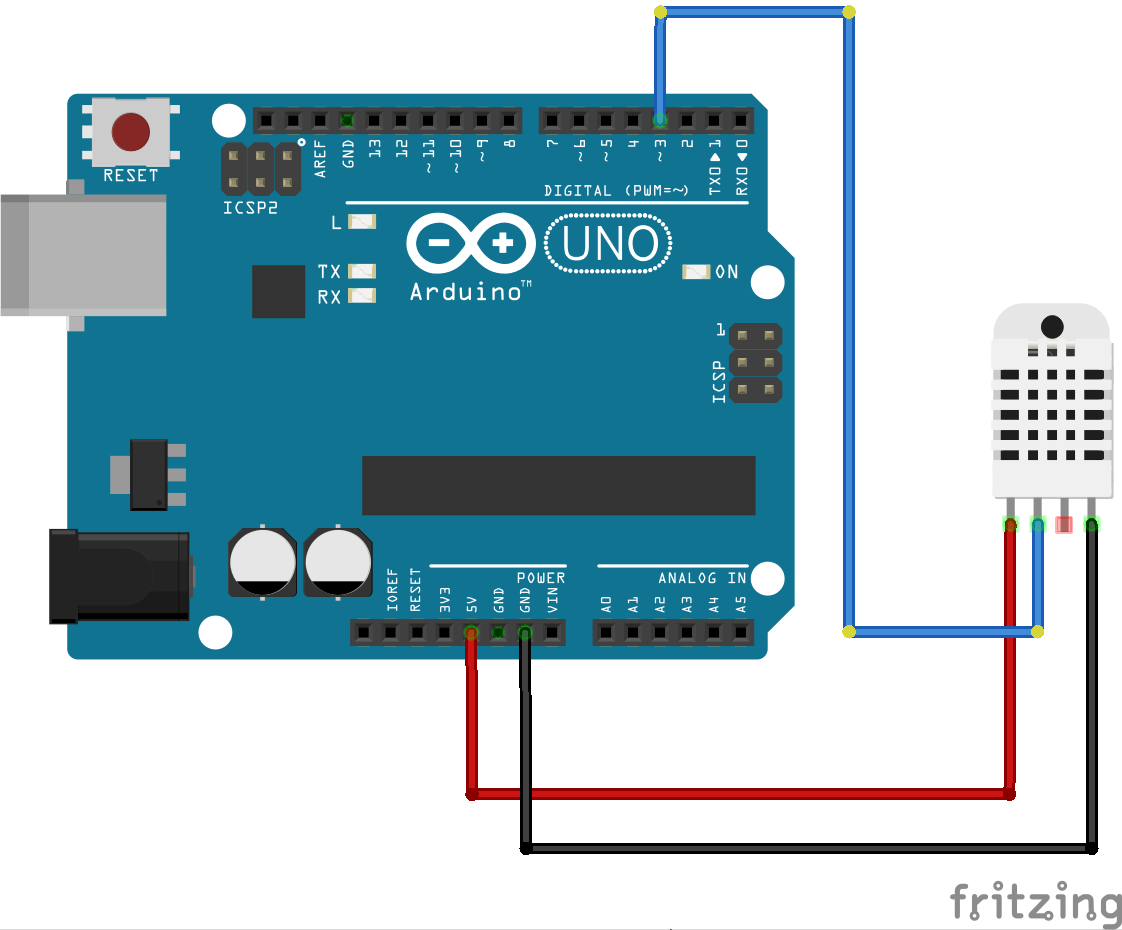 RESET
ICSP2
AREF
GND
13
12
~11
~10
~9
8
7
~6
~5
4
~3
2
TX0▶1
RX0◀0
DIGITAL (PWM=~)
L
TX
RX
UNO
Arduino™
ON
1
ICSP
IOREF
RESET
3V3
5V
GND
GND
VIN
POWER
ANALOG IN
A0
A1
A2
A3
A4
A5
fritzing